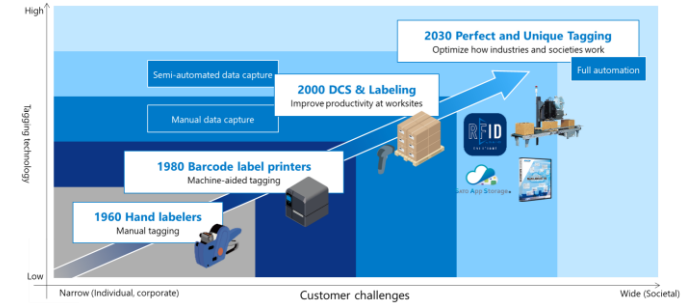 High
2030 Perfect and Unique Tagging
Optimize how industries and societies work
Full automation
Semi-automated data capture
2000 DCS & Labeling
Improve productivity at worksites
Manual data capture
RFID
1980 Barcode label printers
Machine-aided tagging
App Storage
1960 Hand labelers
Manual tagging
Tagging technology
Low
Narrow (Individual, corporate)
Customer challenges
Wide (Societal)